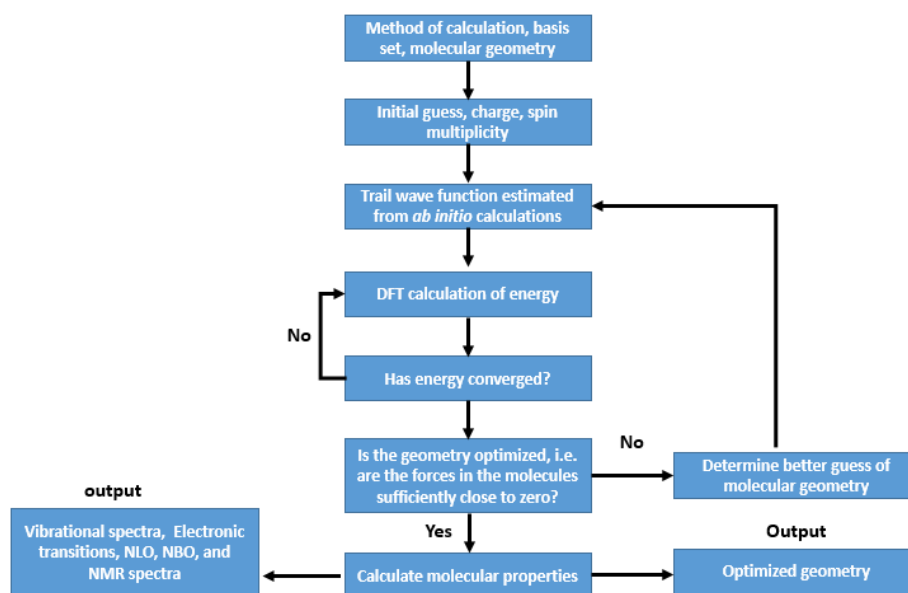 Method of calculation, basis
set, molecular geometry
Initial guess, charge, spin
multiplicity
Trail wave function estimated
from ab initio calculations
DFT calculation of energy
No
Has energy converged?
Is the geometry optimized, i.e.
are the forces in the molecules
sufficiently close to zero?
No
Determine better guess of
molecular geometry
output
Vibrational spectra, Electronic
transitions, NLO, NBO, and
NMR spectra
Yes
Calculate molecular properties
Output
Optimized geometry